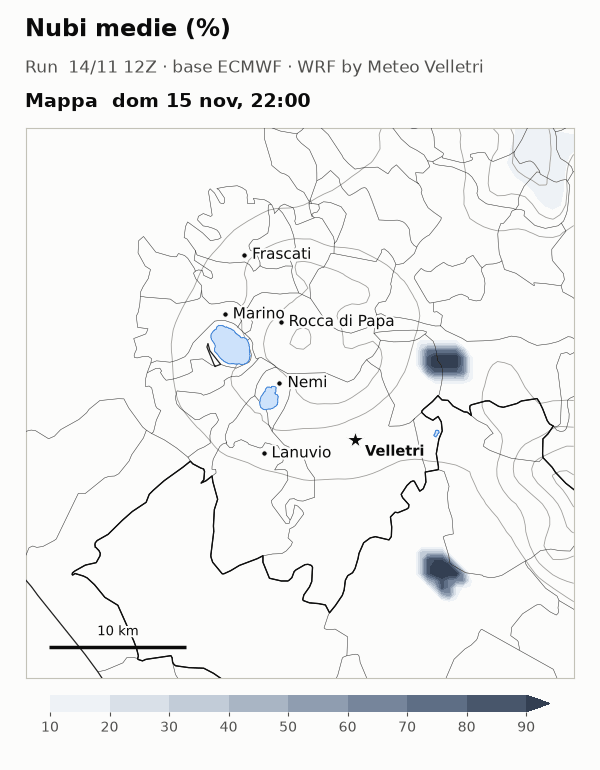 Nubi medie (%)
Run  14/11 12Z · base ECMWF · WRF by Meteo Velletri
Mappa  dom 15 nov, 22:00
Frascati
Marino
Rocca di Papa
Nemi
Lanuvio
Velletri
10 km
10 20 30 40 50 60 70 80 90